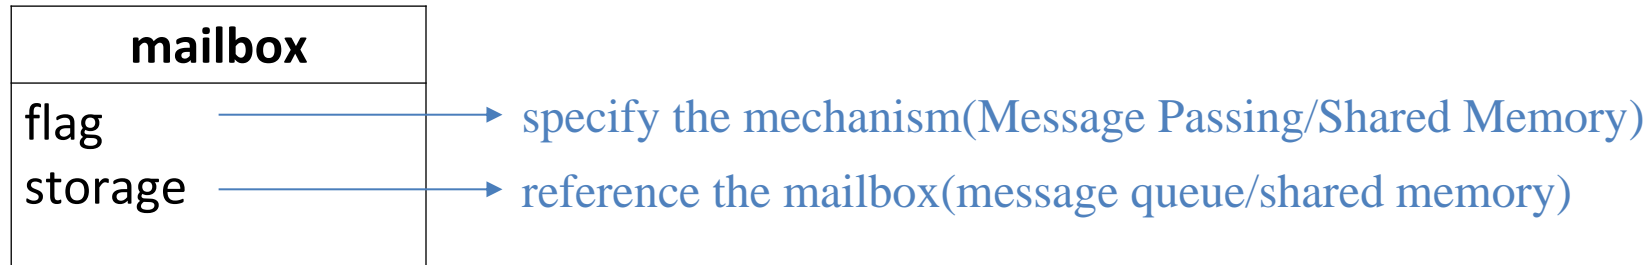 mailbox
flag
specify the mechanism(Message Passing/Shared Memory)
storage
reference the mailbox(message queue/shared memory)